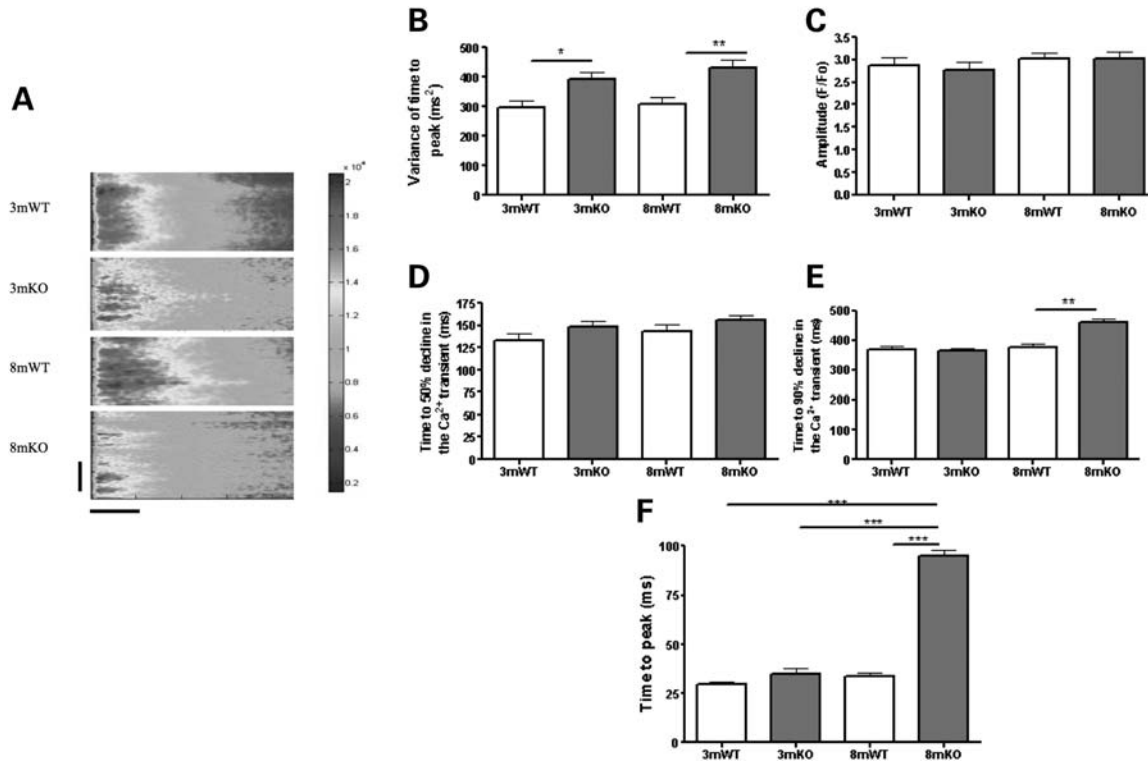 A
3mWT
3mKO
8mWT
8mKO
× 10⁴
2
1.8
1.6
1.4
1.2
1
0.8
0.6
0.4
0.2
B
Variance of time to
peak (ms²)
500
400
300
200
100
0
*
**
3mWT
3mKO
8mWT
8mKO
C
Amplitude (F/Fo)
3.5
3.0
2.5
2.0
1.5
1.0
0.5
0.0
3mWT
3mKO
8mWT
8mKO
D
Time to 50% decline in
the Ca²⁺ transient (ms)
175
150
125
100
75
50
25
0
3mWT
3mKO
8mWT
8mKO
E
Time to 90% decline in
the Ca²⁺ transient (ms)
500
400
300
200
100
0
**
3mWT
3mKO
8mWT
8mKO
F
Time to peak (ms)
100
75
50
25
0
***
***
***
3mWT
3mKO
8mWT
8mKO